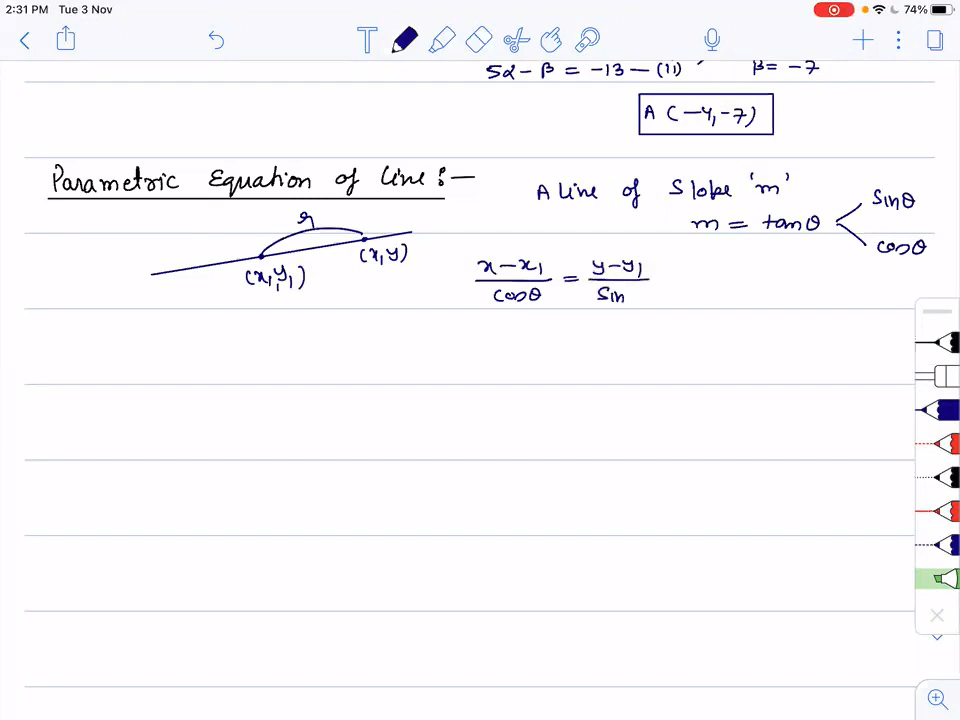 2:31 PM Tue 3 Nov
74%
T
5α - β = -13 - (11)
β = -7
A (-4, -7)
Parametric Equation of Line :-
A Line of Slope 'm'
m = tanθ
sinθ
cosθ
r
(x₁, y₁)
(x, y)
x - x₁ / cosθ = y - y₁ / sin